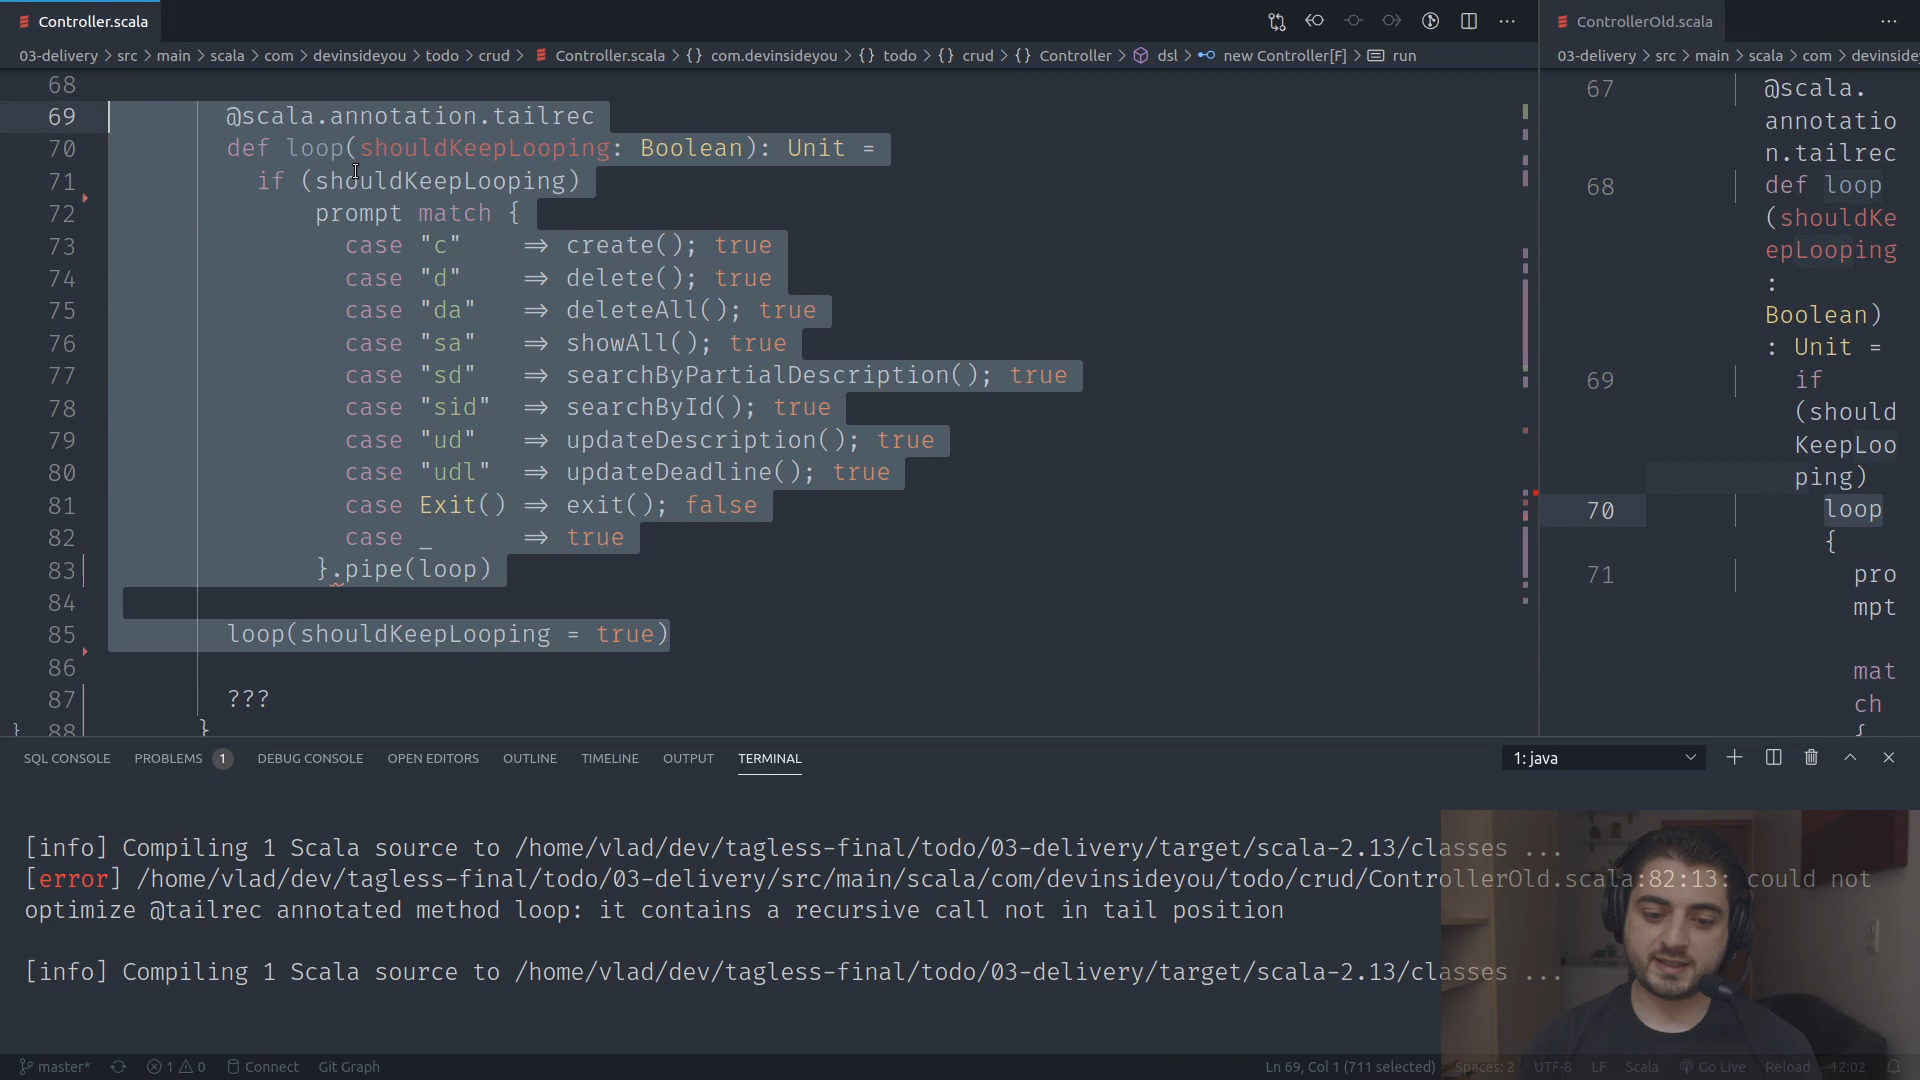 Controller.scala
ControllerOld.scala
03-delivery > src > main > scala > com > devinsideyou > todo > crud > Controller.scala > {} com.devinsideyou > {} todo > {} crud > {} Controller > dsl > new Controller[F] > run
03-delivery > src > main > scala > com > devinside
68
69 @scala.annotation.tailrec
70 def loop(shouldKeepLooping: Boolean): Unit =
71 if (shouldKeepLooping)
72 prompt match {
73 case "c" ⇒ create(); true
74 case "d" ⇒ delete(); true
75 case "da" ⇒ deleteAll(); true
76 case "sa" ⇒ showAll(); true
77 case "sd" ⇒ searchByPartialDescription(); true
78 case "sid" ⇒ searchById(); true
79 case "ud" ⇒ updateDescription(); true
80 case "udl" ⇒ updateDeadline(); true
81 case Exit() ⇒ exit(); false
82 case _ ⇒ true
83 }.pipe(loop)
84
85 loop(shouldKeepLooping = true)
86
87 ???
} 88 }
67 @scala.
annotatio
n.tailrec
68 def loop
(shouldKe
epLooping
:
Boolean)
: Unit =
69 if
(should
KeepLoo
ping)
70 loop
{
71 pro
mpt
mat
ch
{
SQL CONSOLE PROBLEMS 1 DEBUG CONSOLE OPEN EDITORS OUTLINE TIMELINE OUTPUT TERMINAL
1: java
[info] Compiling 1 Scala source to /home/vlad/dev/tagless-final/todo/03-delivery/target/scala-2.13/classes ...
[error] /home/vlad/dev/tagless-final/todo/03-delivery/src/main/scala/com/devinsideyou/todo/crud/ControllerOld.scala:82:13: could not
optimize @tailrec annotated method loop: it contains a recursive call not in tail position
[info] Compiling 1 Scala source to /home/vlad/dev/tagless-final/todo/03-delivery/target/scala-2.13/classes ...
master* 1 0 Connect Git Graph
Ln 69, Col 1 (711 selected) Spaces: 2 UTF-8 LF Scala Go Live Reload 12:02